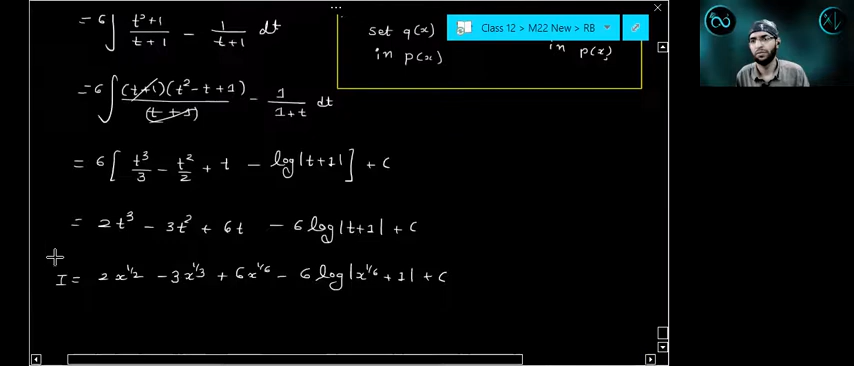 = 6 ∫ t³+1 / t+1 − 1 / t+1 dt
= 6 ∫ (t+1)(t²−t+1) / (t+1) − 1 / 1+t dt
= 6 [ t³/3 − t²/2 + t − log|t+1| ] + c
= 2t³ − 3t² + 6t − 6 log|t+1| + c
I = 2x^1/2 − 3x^1/3 + 6x^1/6 − 6 log|x^1/6 + 1| + c
set q(x)
in p(x)
Class 12 > M22 New > RB
in p(x)